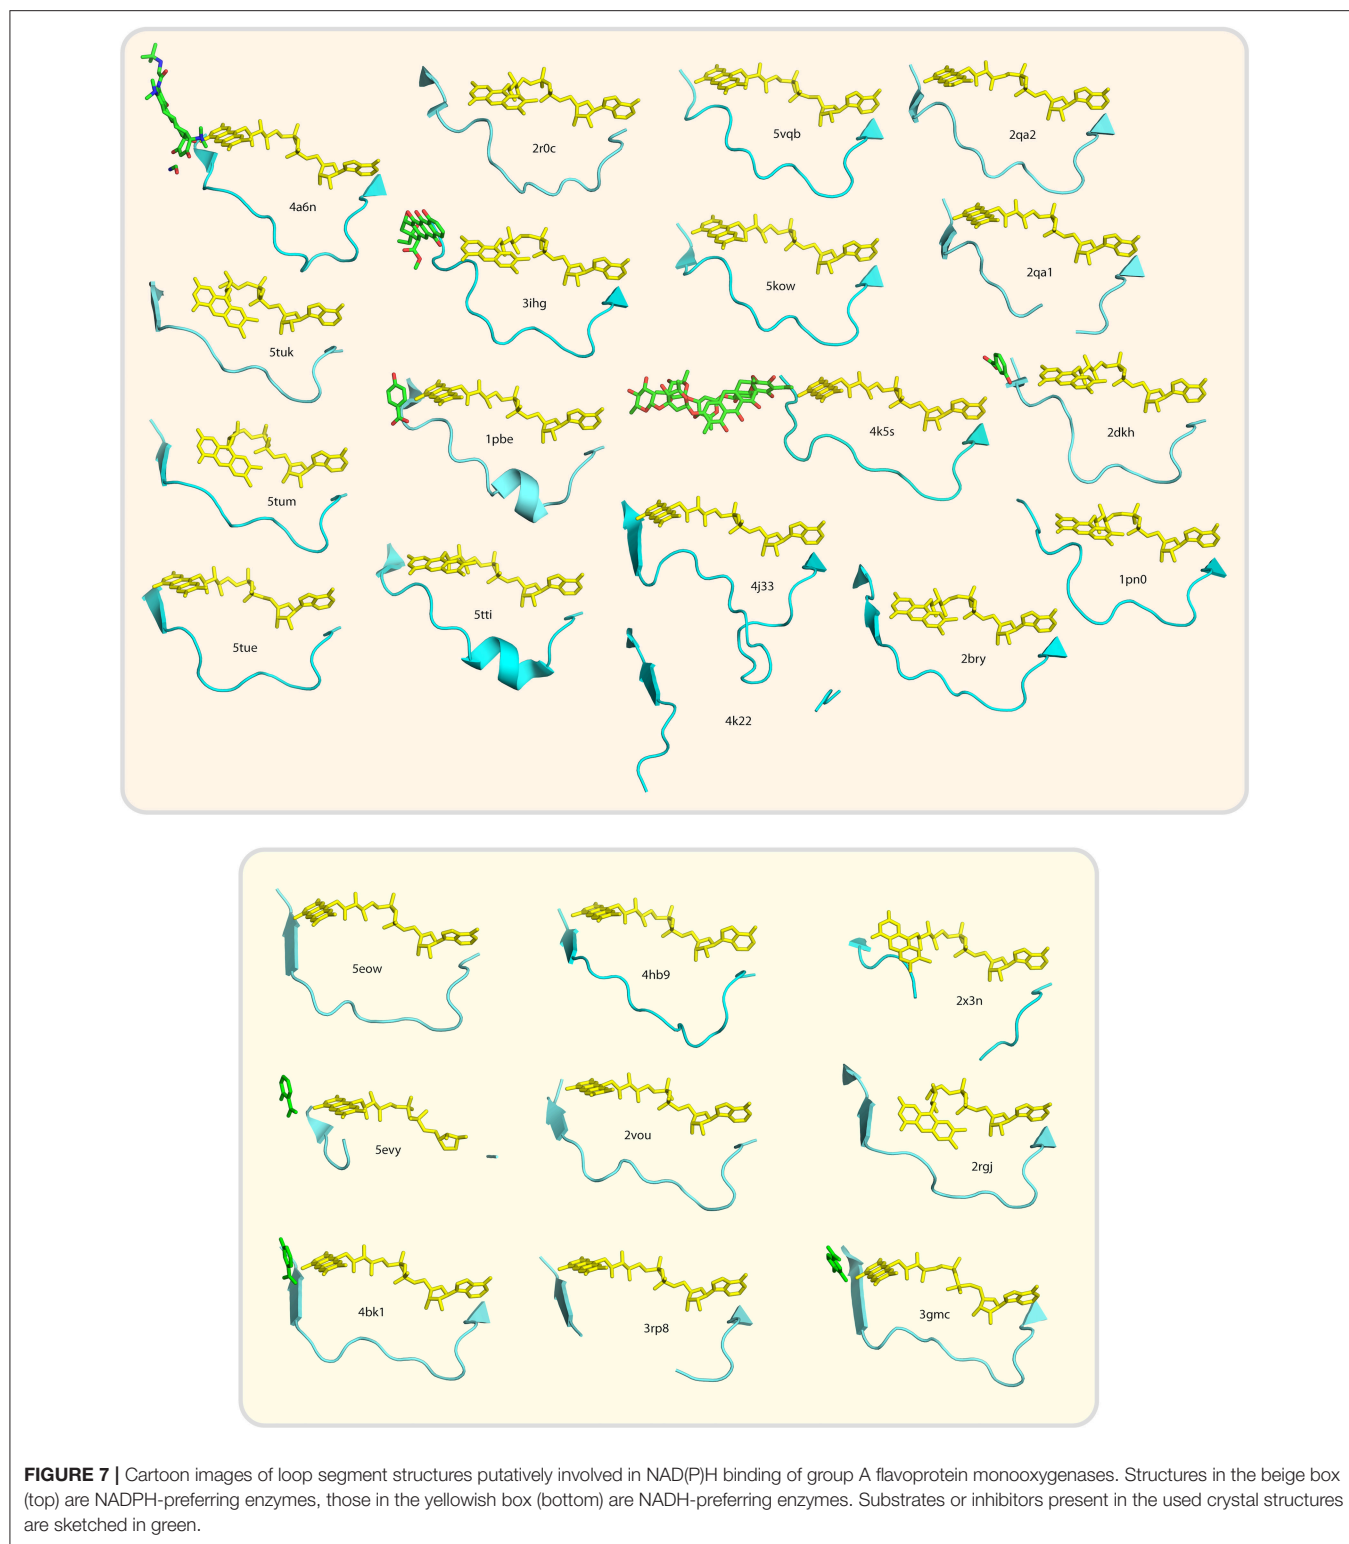 2r0c
5vqb
2qa2
4a6n
3ihg
5kow
2qa1
5tuk
1pbe
4k5s
2dkh
5tum
4j33
1pn0
5tti
5tue
2bry
4k22
5eow
4hb9
2x3n
5evy
2vou
2rgj
4bk1
3rp8
3gmc
FIGURE 7 | Cartoon images of loop segment structures putatively involved in NAD(P)H binding of group A flavoprotein monooxygenases. Structures in the beige box
(top) are NADPH-preferring enzymes, those in the yellowish box (bottom) are NADH-preferring enzymes. Substrates or inhibitors present in the used crystal structures
are sketched in green.